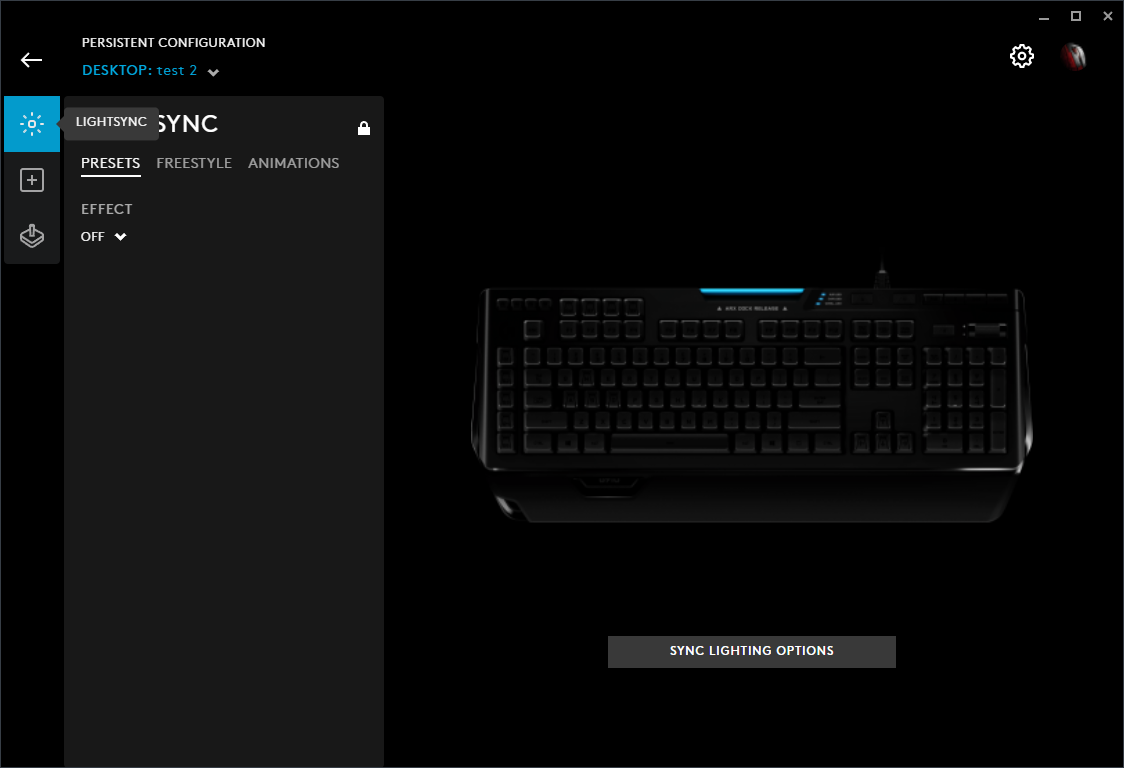 PERSISTENT CONFIGURATION
DESKTOP: test 2
LIGHTSYNC
SYNC
PRESETS FREESTYLE ANIMATIONS
EFFECT
OFF
ARX DOCK RELEASE
SYNC LIGHTING OPTIONS